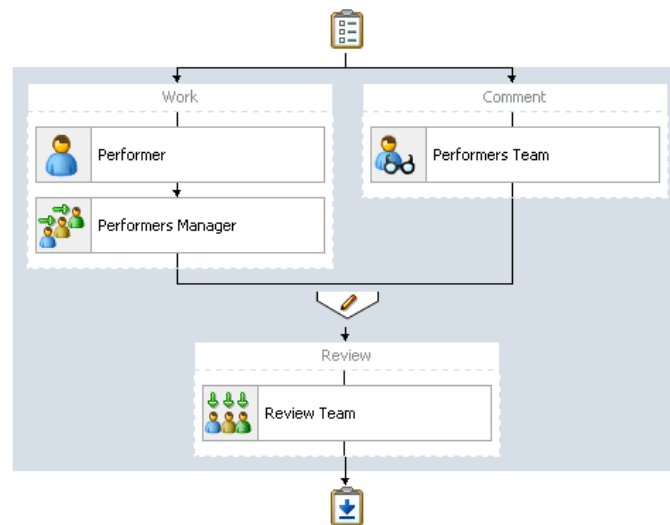 Work
Comment
Performer
Performers Team
Performers Manager
Review
Review Team